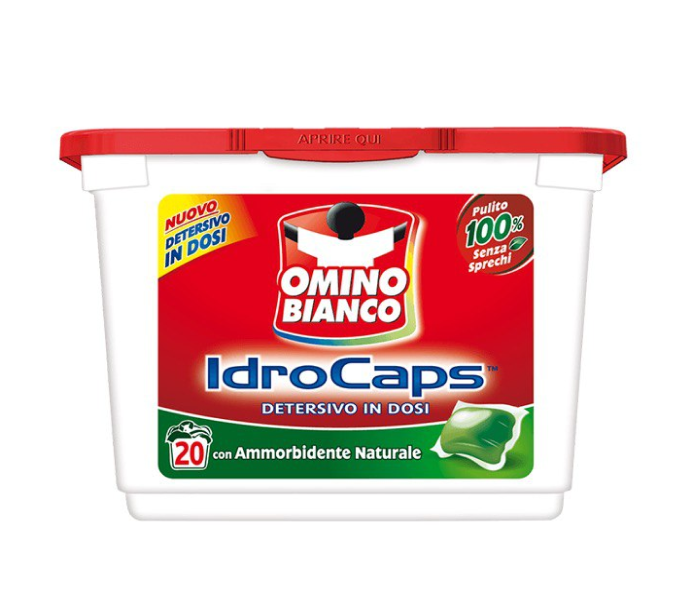 APRIRE QUI
NUOVO
DETERSIVO
IN DOSI
Pulito
100%
Senza
Sprechi
OMINO
BIANCO
IdroCaps™
DETERSIVO IN DOSI
20
con Ammorbidente Naturale